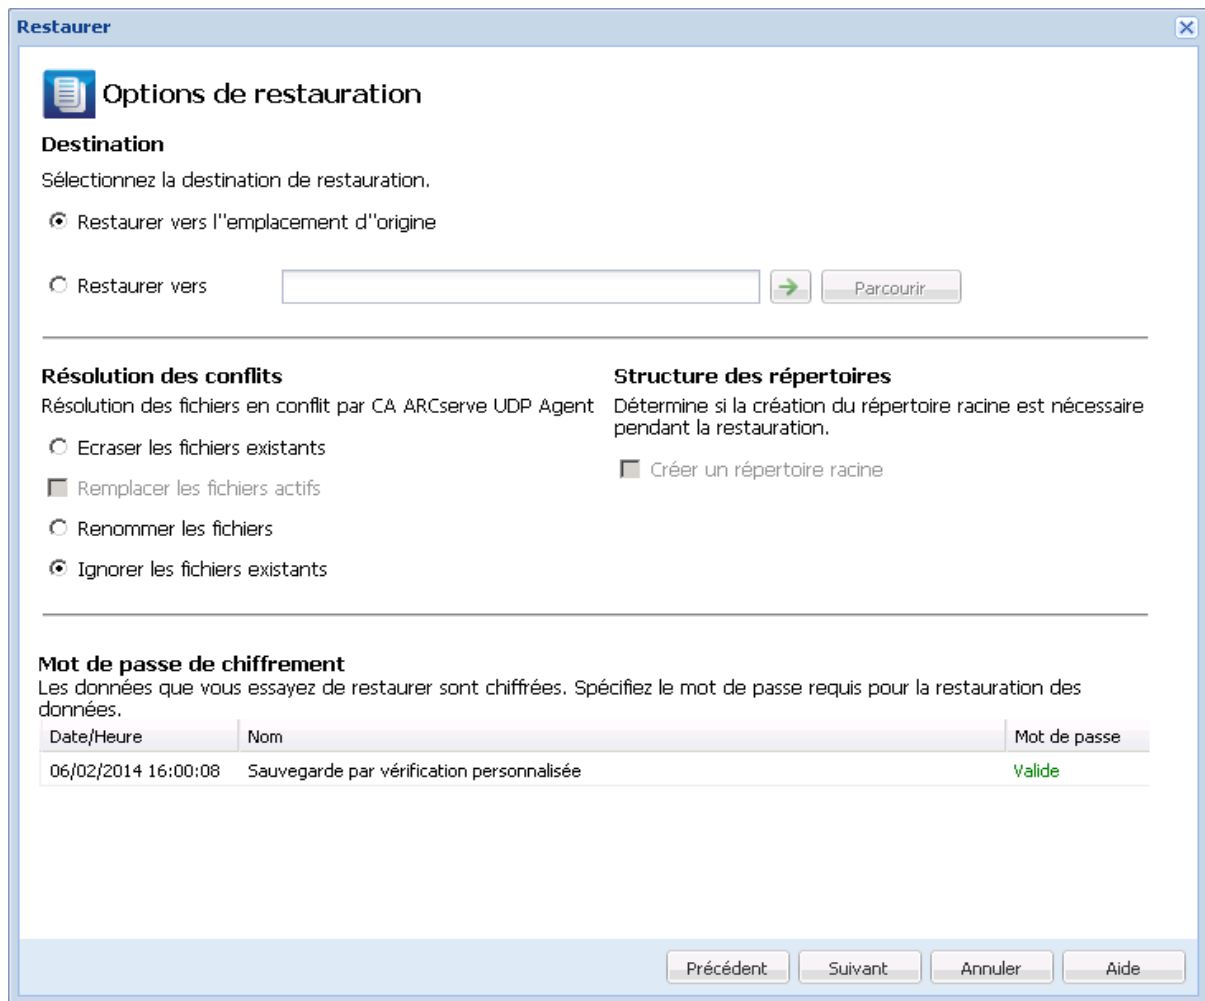 Restaurer
Options de restauration
Destination
Sélectionnez la destination de restauration.
Restaurer vers l''emplacement d''origine
Restaurer vers
Parcourir
Résolution des conflits
Résolution des fichiers en conflit par CA ARCserve UDP Agent
Ecraser les fichiers existants
Remplacer les fichiers actifs
Renommer les fichiers
Ignorer les fichiers existants
Structure des répertoires
Détermine si la création du répertoire racine est nécessaire
pendant la restauration.
Créer un répertoire racine
Mot de passe de chiffrement
Les données que vous essayez de restaurer sont chiffrées. Spécifiez le mot de passe requis pour la restauration des
données.
Date/Heure Nom Mot de passe
06/02/2014 16:00:08 Sauvegarde par vérification personnalisée Valide
Précédent Suivant Annuler Aide